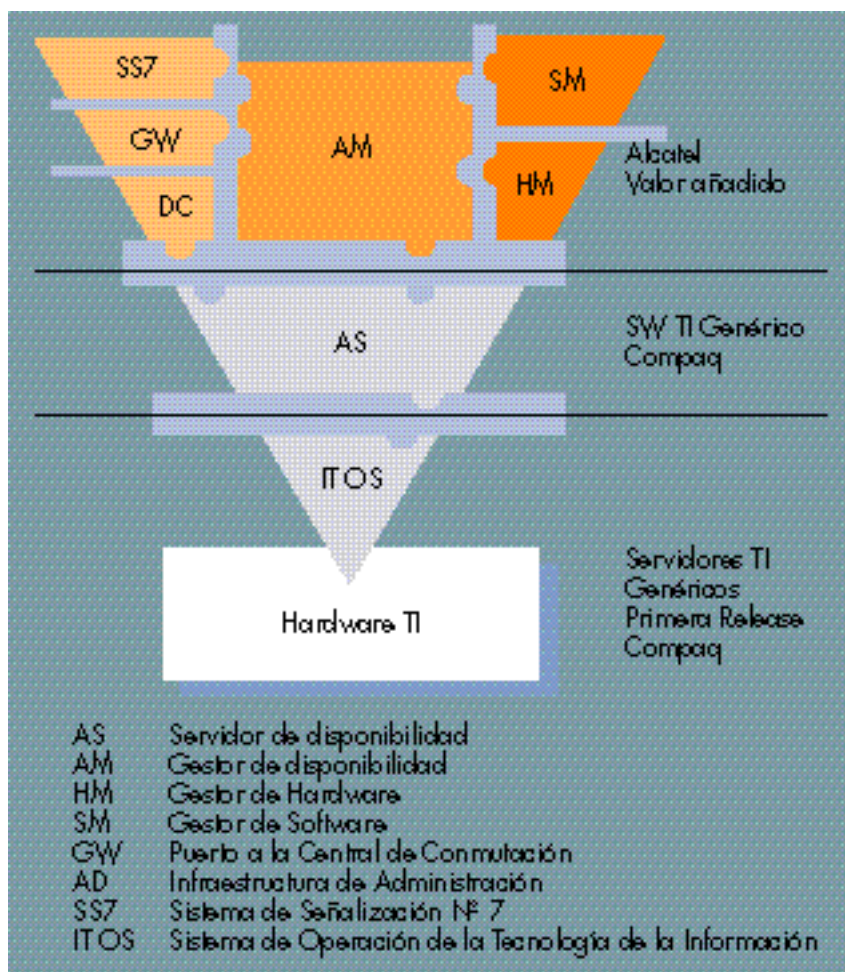 SS7
SM
GW
AM
HM
DC
Alcatel
Valor añadido
AS
SW TI Genérico
Compaq
ITOS
Servidores TI
Genéricos
Primera Release
Compaq
Hardware TI
AS Servidor de disponibilidad
AM Gestor de disponibilidad
HM Gestor de Hardware
SM Gestor de Software
GW Puerto a la Central de Conmutación
AD Infraestructura de Administración
SS7 Sistema de Señalización Nº 7
ITOS Sistema de Operación de la Tecnología de la Información